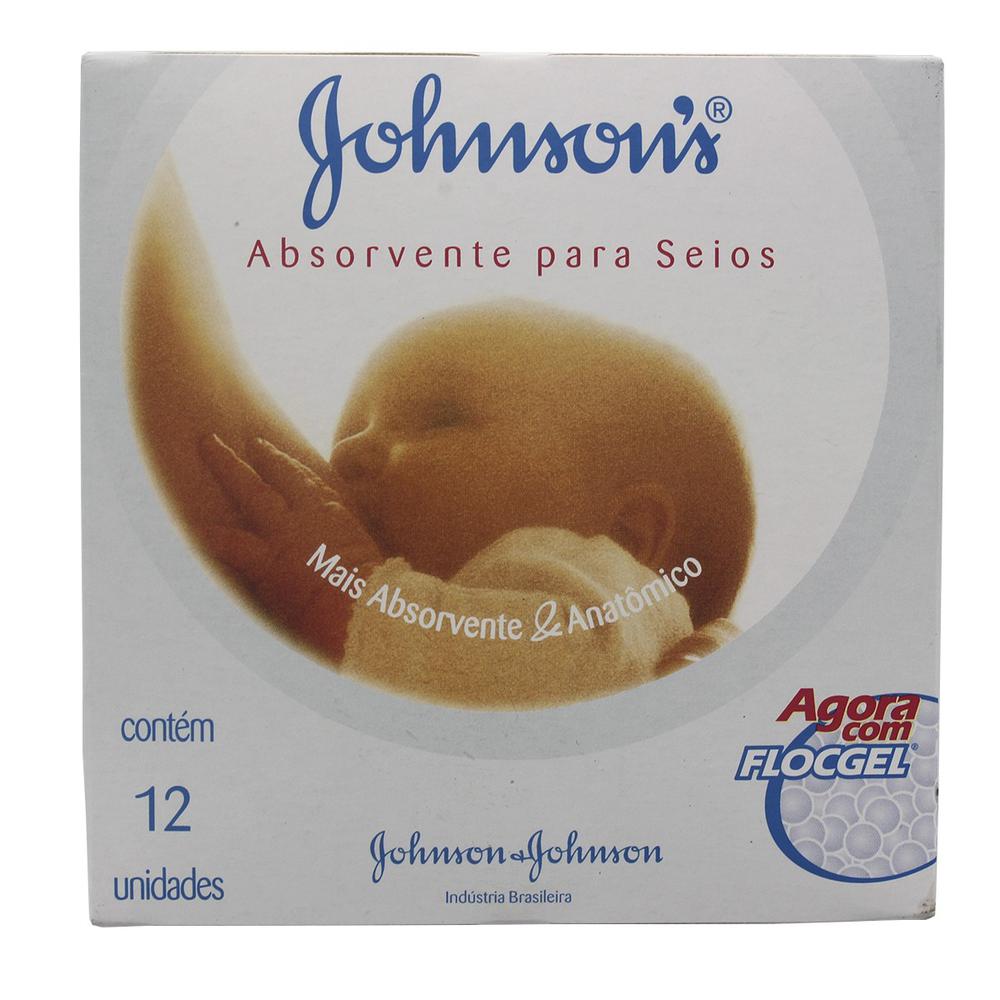 Johnson's®
Absorvente para Seios
Mais Absorvente & Anatômico
contém
12
unidades
Agora
com
FLOCGEL®
Johnson & Johnson
Indústria Brasileira